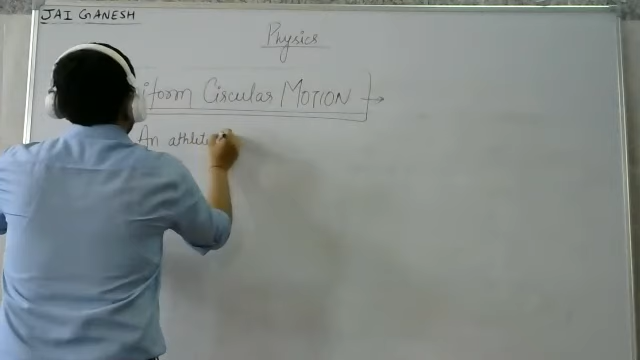 JAI GANESH
Physics
iform Circular MOTION →
An athlet